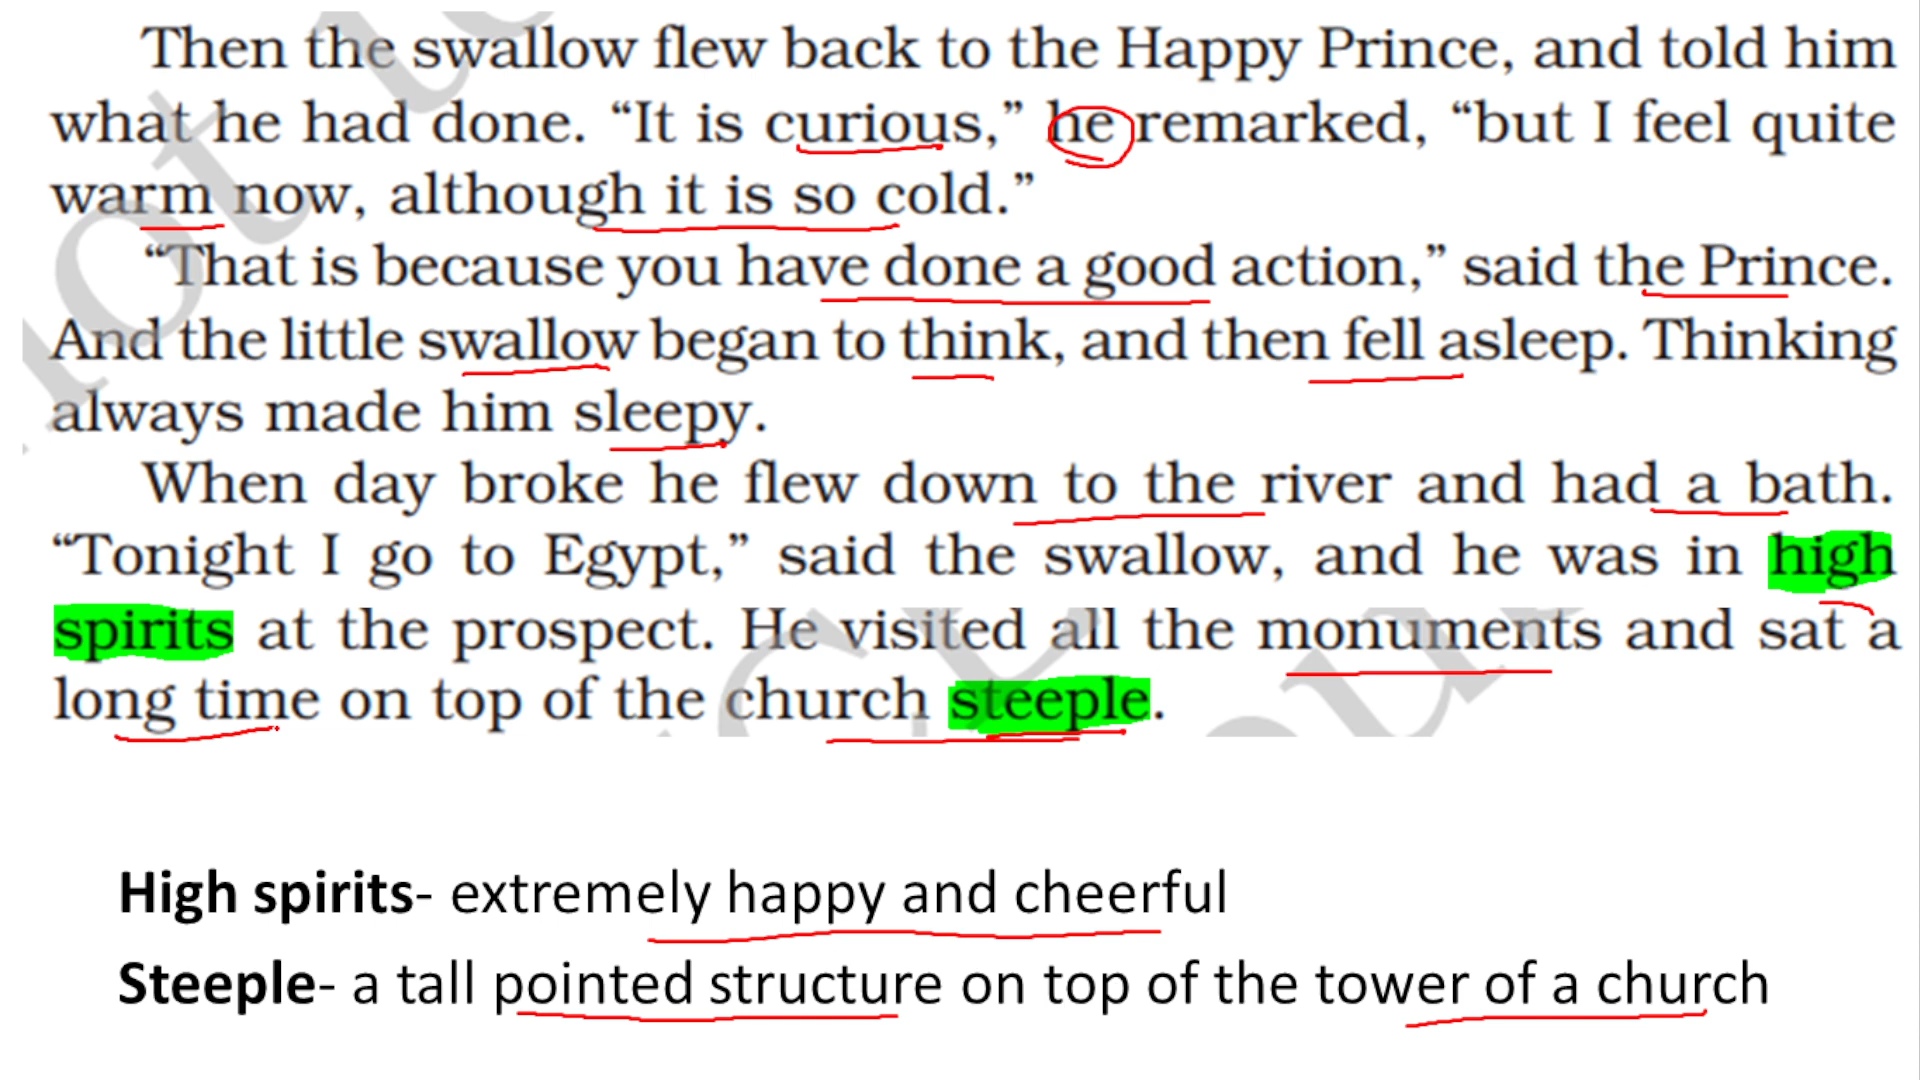 Then the swallow flew back to the Happy Prince, and told him
what he had done. “It is curious,” he remarked, “but I feel quite
warm now, although it is so cold.”
“That is because you have done a good action,” said the Prince.
And the little swallow began to think, and then fell asleep. Thinking
always made him sleepy.
When day broke he flew down to the river and had a bath.
“Tonight I go to Egypt,” said the swallow, and he was in high
spirits at the prospect. He visited all the monuments and sat a
long time on top of the church steeple.
High spirits- extremely happy and cheerful
Steeple- a tall pointed structure on top of the tower of a church